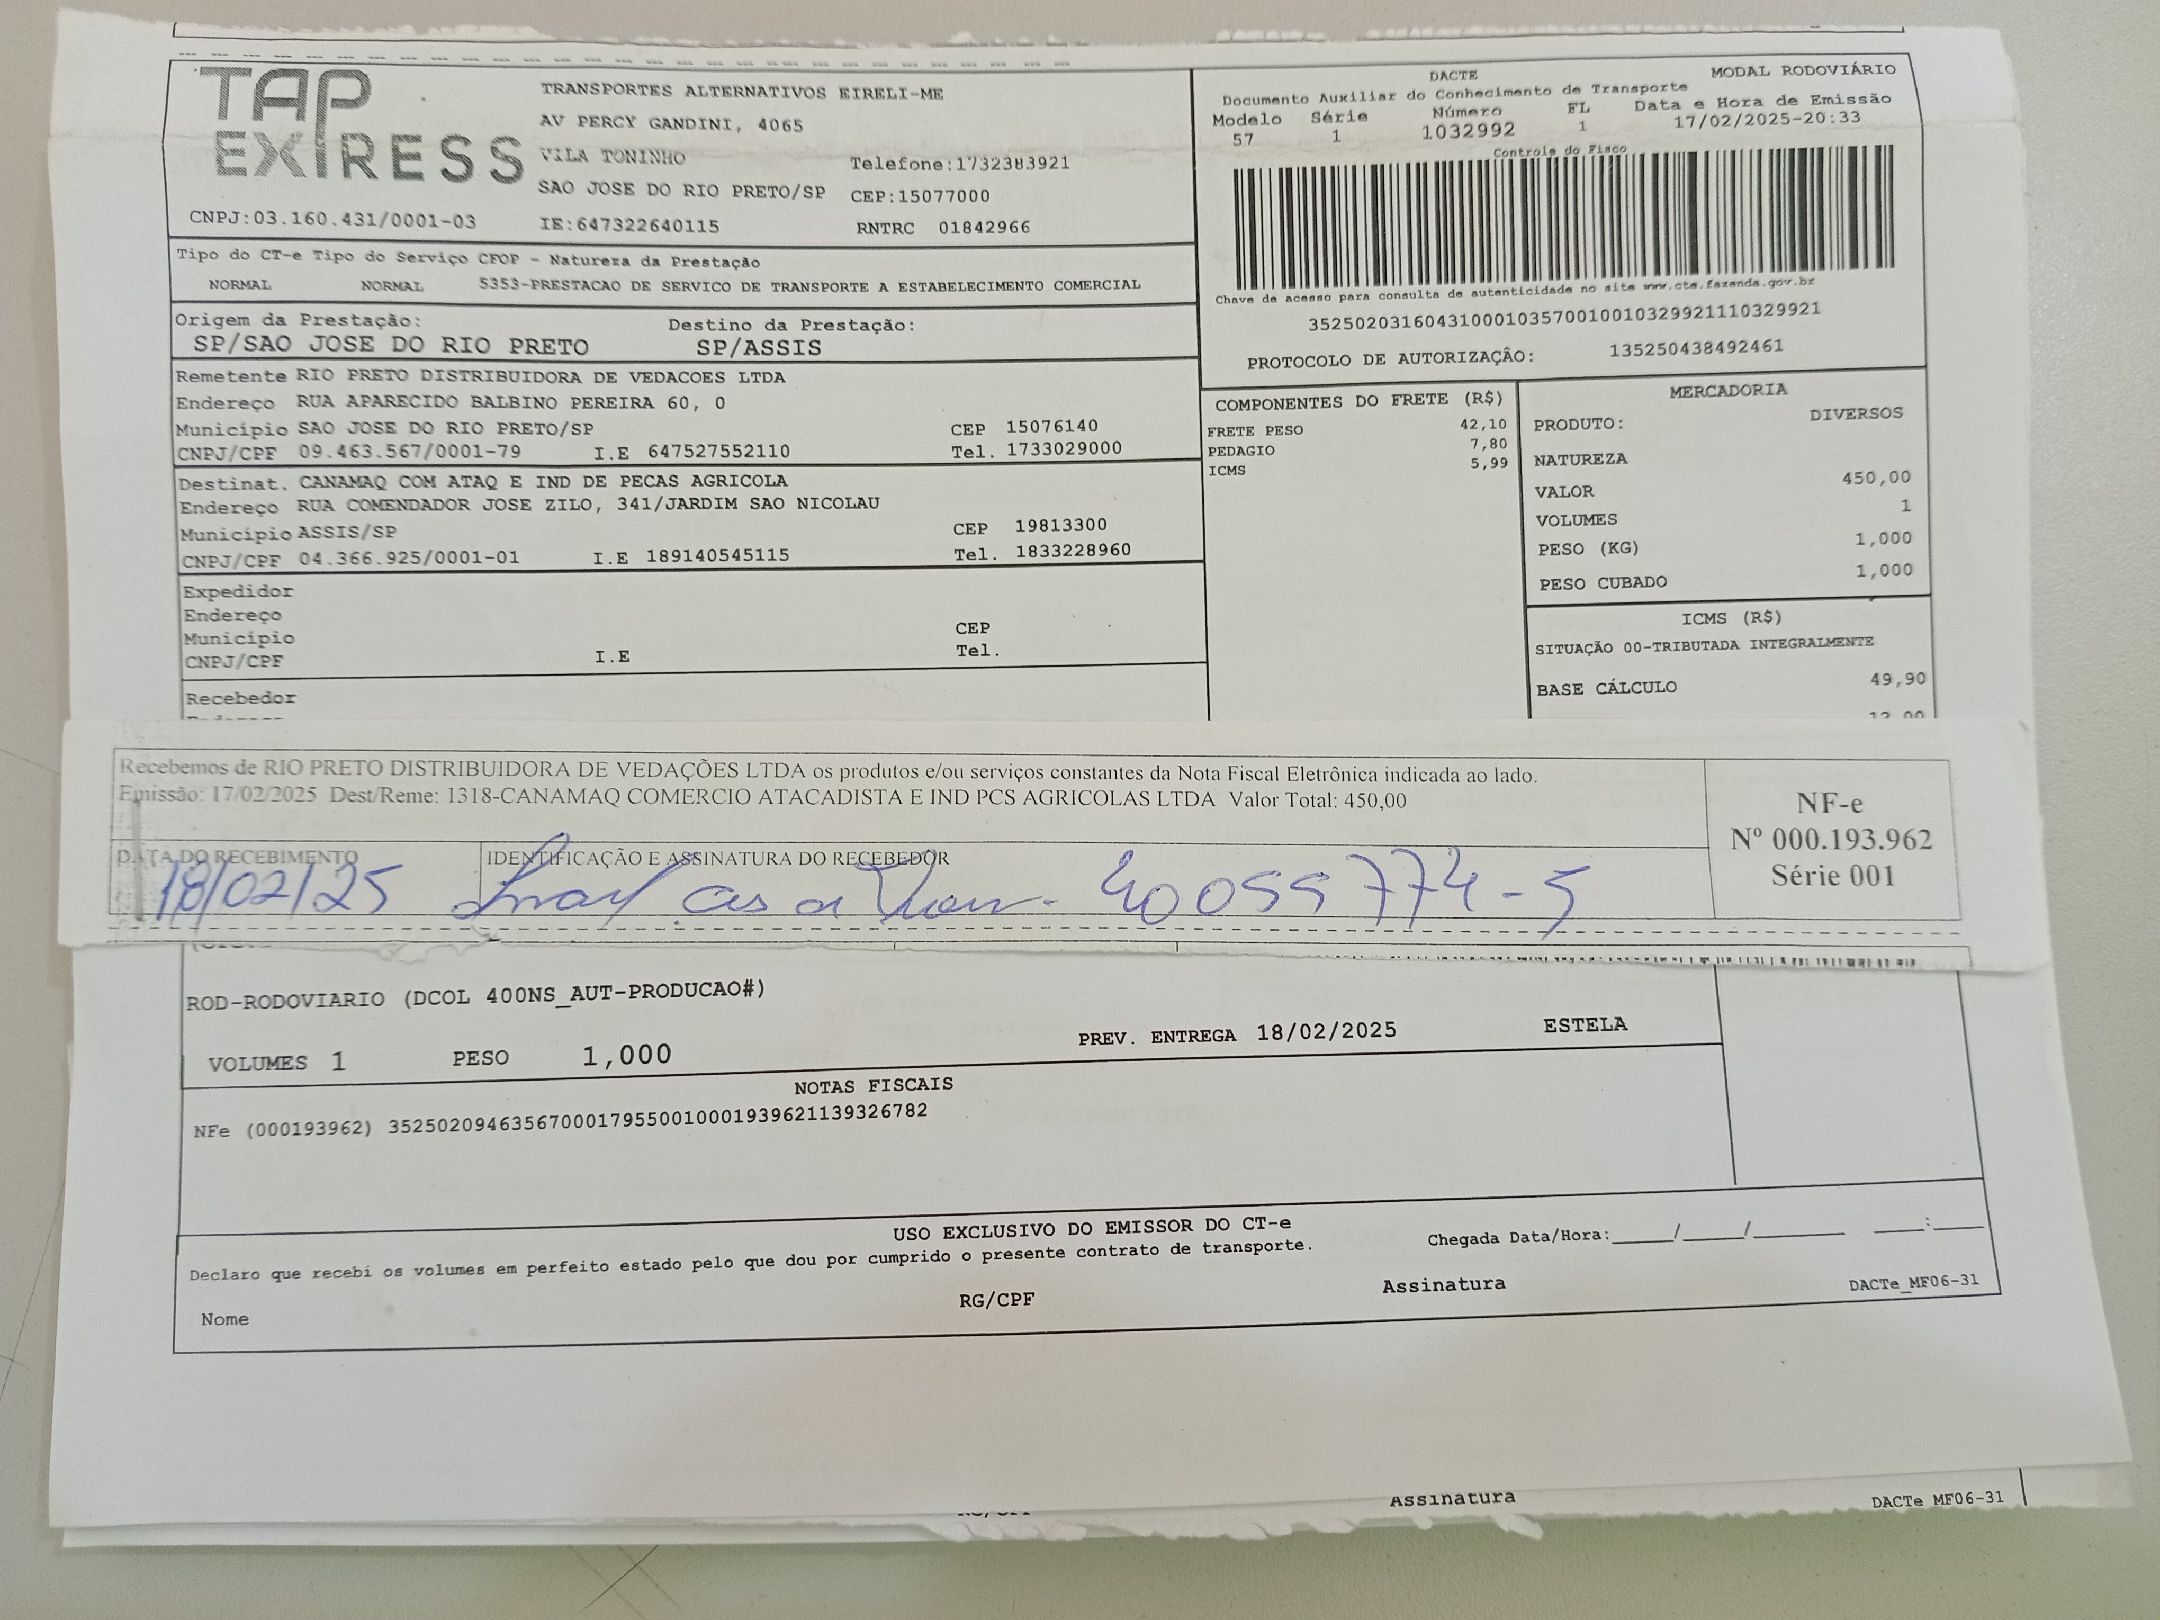 TAP
EXIRESS
TRANSPORTES ALTERNATIVOS EIRELI-ME
AV PERCY GANDINI, 4065
VILA TONINHO
Telefone:1732383921
SAO JOSE DO RIO PRETO/SP CEP:15077000
CNPJ:03.160.431/0001-03 IE:647322640115 RNTRC 01842966
DACTE MODAL RODOVIÁRIO
Documento Auxiliar do Conhecimento de Transporte
Modelo Série Número FL Data e Hora de Emissão
57 1 1032992 1 17/02/2025-20:33
Controle do Fisco
Chave de acesso para consulta de autenticidade no site www.cte.fazenda.gov.br
35250203160431000103570010010329921110329921
PROTOCOLO DE AUTORIZAÇÃO: 135250438492461
Tipo do CT-e Tipo do Serviço CFOP - Natureza da Prestação
NORMAL NORMAL 5353-PRESTACAO DE SERVICO DE TRANSPORTE A ESTABELECIMENTO COMERCIAL
Origem da Prestação: Destino da Prestação:
SP/SAO JOSE DO RIO PRETO SP/ASSIS
Remetente RIO PRETO DISTRIBUIDORA DE VEDACOES LTDA
Endereço RUA APARECIDO BALBINO PEREIRA 60, 0
Município SAO JOSE DO RIO PRETO/SP CEP 15076140
CNPJ/CPF 09.463.567/0001-79 I.E 647527552110 Tel. 1733029000
Destinat. CANAMAQ COM ATAQ E IND DE PECAS AGRICOLA
Endereço RUA COMENDADOR JOSE ZILO, 341/JARDIM SAO NICOLAU
Município ASSIS/SP CEP 19813300
CNPJ/CPF 04.366.925/0001-01 I.E 189140545115 Tel. 1833228960
Expedidor
Endereço
Município CEP
CNPJ/CPF I.E Tel.
Recebedor
COMPONENTES DO FRETE (R$)
FRETE PESO 42,10
PEDAGIO 7,80
ICMS 5,99
MERCADORIA
PRODUTO: DIVERSOS
NATUREZA
VALOR 450,00
VOLUMES 1
PESO (KG) 1,000
PESO CUBADO 1,000
ICMS (R$)
SITUAÇÃO 00-TRIBUTADA INTEGRALMENTE
BASE CÁLCULO 49,90
12,00
Recebemos de RIO PRETO DISTRIBUIDORA DE VEDAÇÕES LTDA os produtos e/ou serviços constantes da Nota Fiscal Eletrônica indicada ao lado.
Emissão: 17/02/2025 Dest/Reme: 1318-CANAMAQ COMERCIO ATACADISTA E IND PCS AGRICOLAS LTDA Valor Total: 450,00
DATA DO RECEBIMENTO IDENTIFICAÇÃO E ASSINATURA DO RECEBEDOR
18/02/25
NF-e
Nº 000.193.962
Série 001
ROD-RODOVIARIO (DCOL 400NS_AUT-PRODUCAO#)
VOLUMES 1 PESO 1,000 PREV. ENTREGA 18/02/2025 ESTELA
NOTAS FISCAIS
NFe (000193962) 35250209463567000179550010001939621139326782
USO EXCLUSIVO DO EMISSOR DO CT-e
Declaro que recebi os volumes em perfeito estado pelo que dou por cumprido o presente contrato de transporte.
Chegada Data/Hora:_____/_____/________ ____:____
Nome RG/CPF Assinatura DACTe_MF06-31
Assinatura DACTe MF06-31